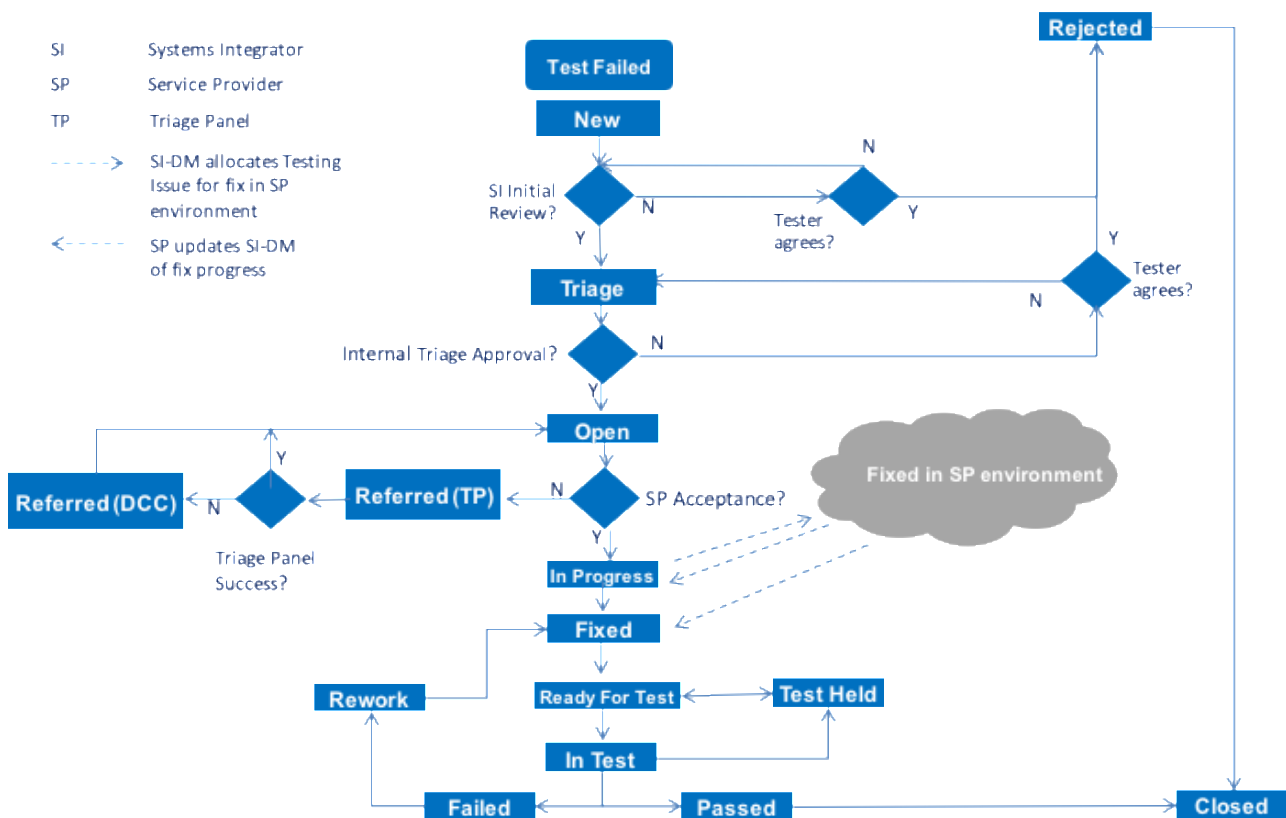 SI Systems Integrator
SP Service Provider
TP Triage Panel
SI-DM allocates Testing
Issue for fix in SP
environment
SP updates SI-DM
of fix progress
Rejected
Test Failed
New
N
SI Initial
Review?
N
Tester
agrees?
Y
Y
Y
Tester
agrees?
Triage
N
Internal Triage Approval?
N
Y
Open
Fixed in SP environment
Y
Referred (DCC)
N
Referred (TP)
N
SP Acceptance?
Triage Panel
Success?
Y
In Progress
Fixed
Rework
Ready For Test
Test Held
In Test
Failed
Passed
Closed